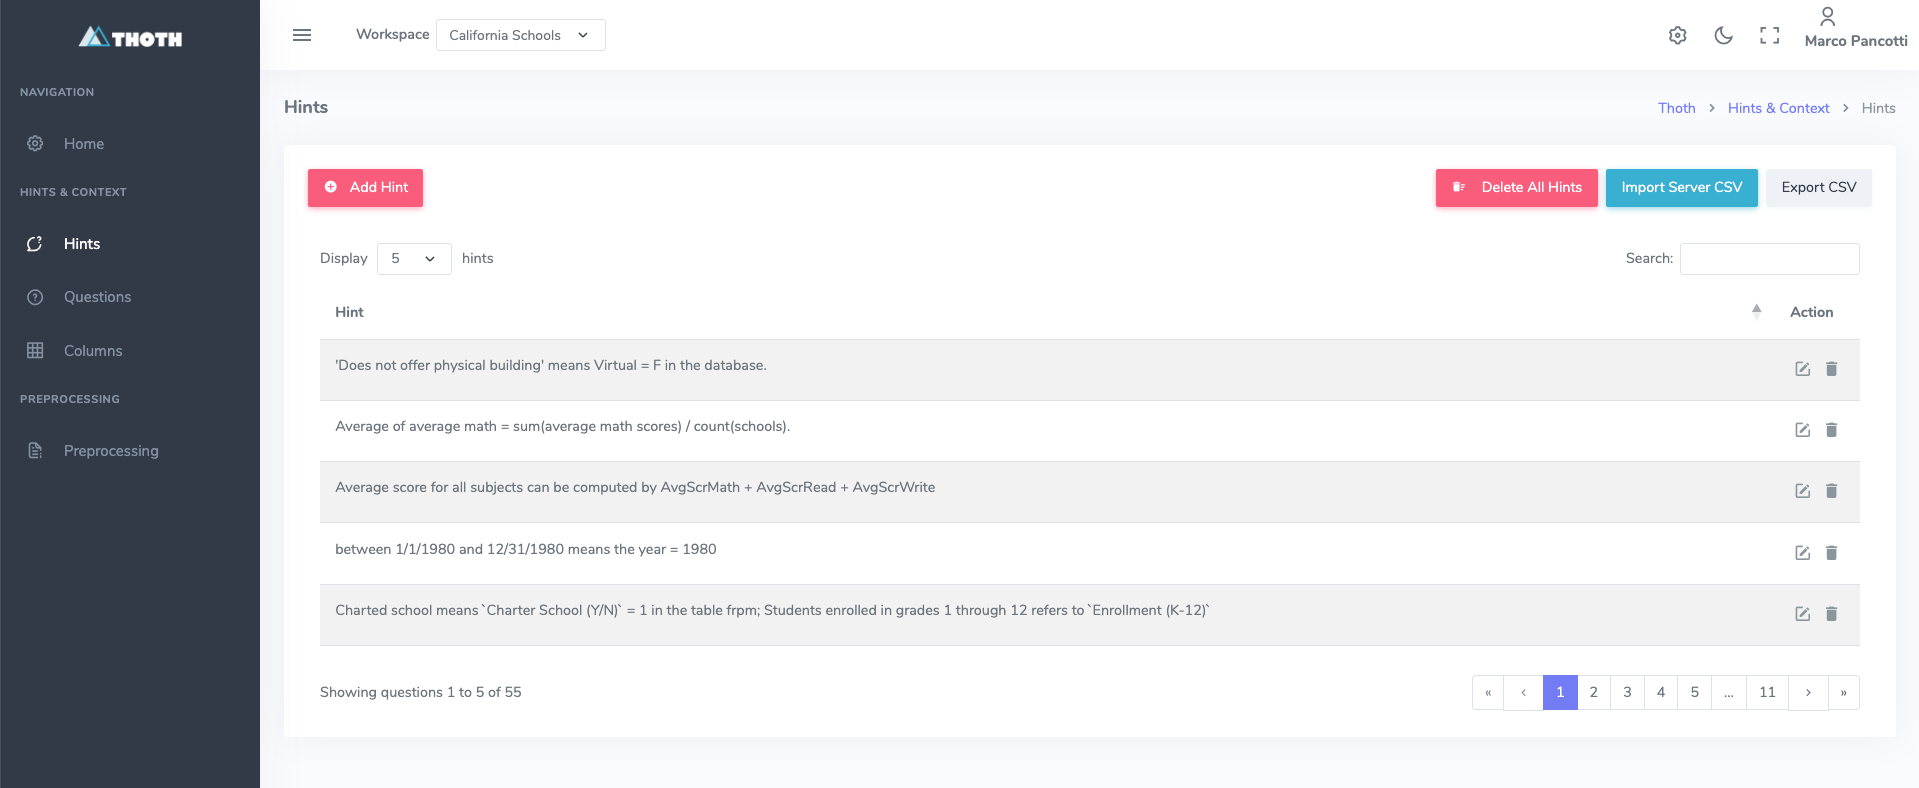 THOTH
Workspace
California Schools
Marco Pancotti
NAVIGATION
Home
HINTS & CONTEXT
Hints
Questions
Columns
PREPROCESSING
Preprocessing
Hints
Thoth > Hints & Context > Hints
Add Hint
Delete All Hints
Import Server CSV
Export CSV
Display 5 hints
Search:
Hint
Action
'Does not offer physical building' means Virtual = F in the database.
Average of average math = sum(average math scores) / count(schools).
Average score for all subjects can be computed by AvgScrMath + AvgScrRead + AvgScrWrite
between 1/1/1980 and 12/31/1980 means the year = 1980
Charted school means `Charter School (Y/N)` = 1 in the table frpm; Students enrolled in grades 1 through 12 refers to `Enrollment (K-12)`
Showing questions 1 to 5 of 55
« ‹ 1 2 3 4 5 ... 11 › »